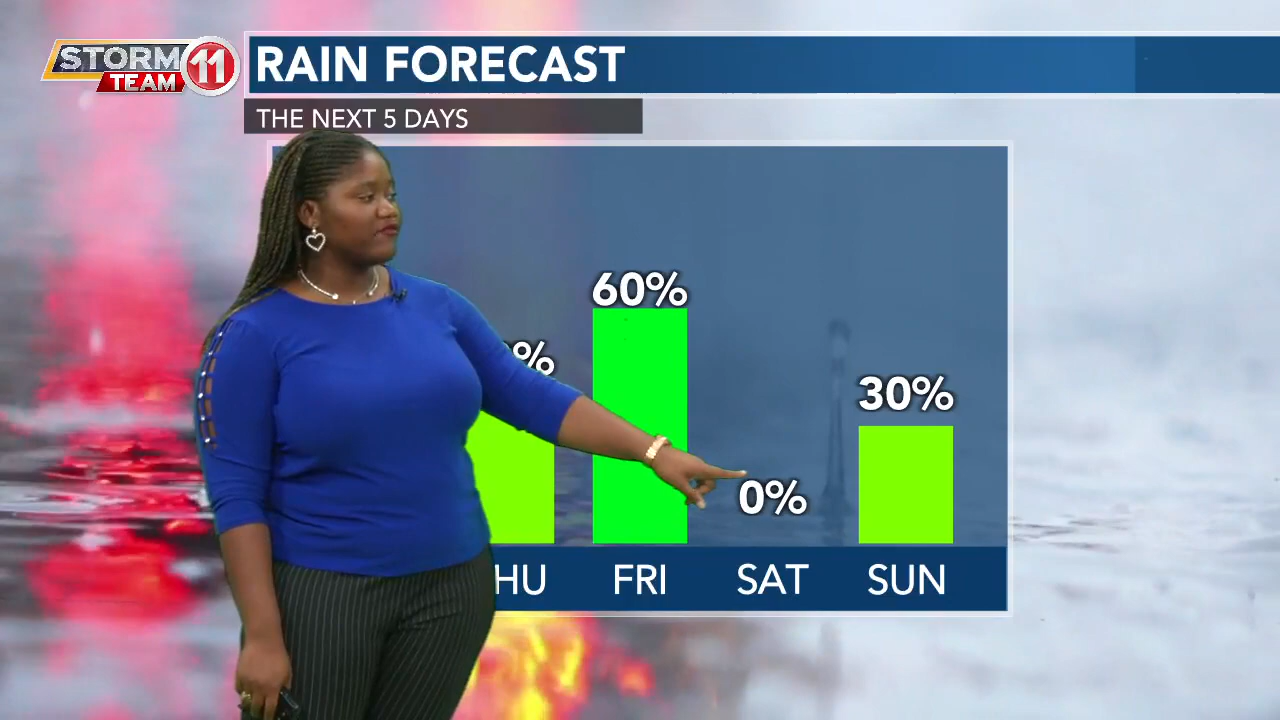 STORM
TEAM
11
RAIN FORECAST
THE NEXT 5 DAYS
60%
30%
0%
FRI
SAT
SUN